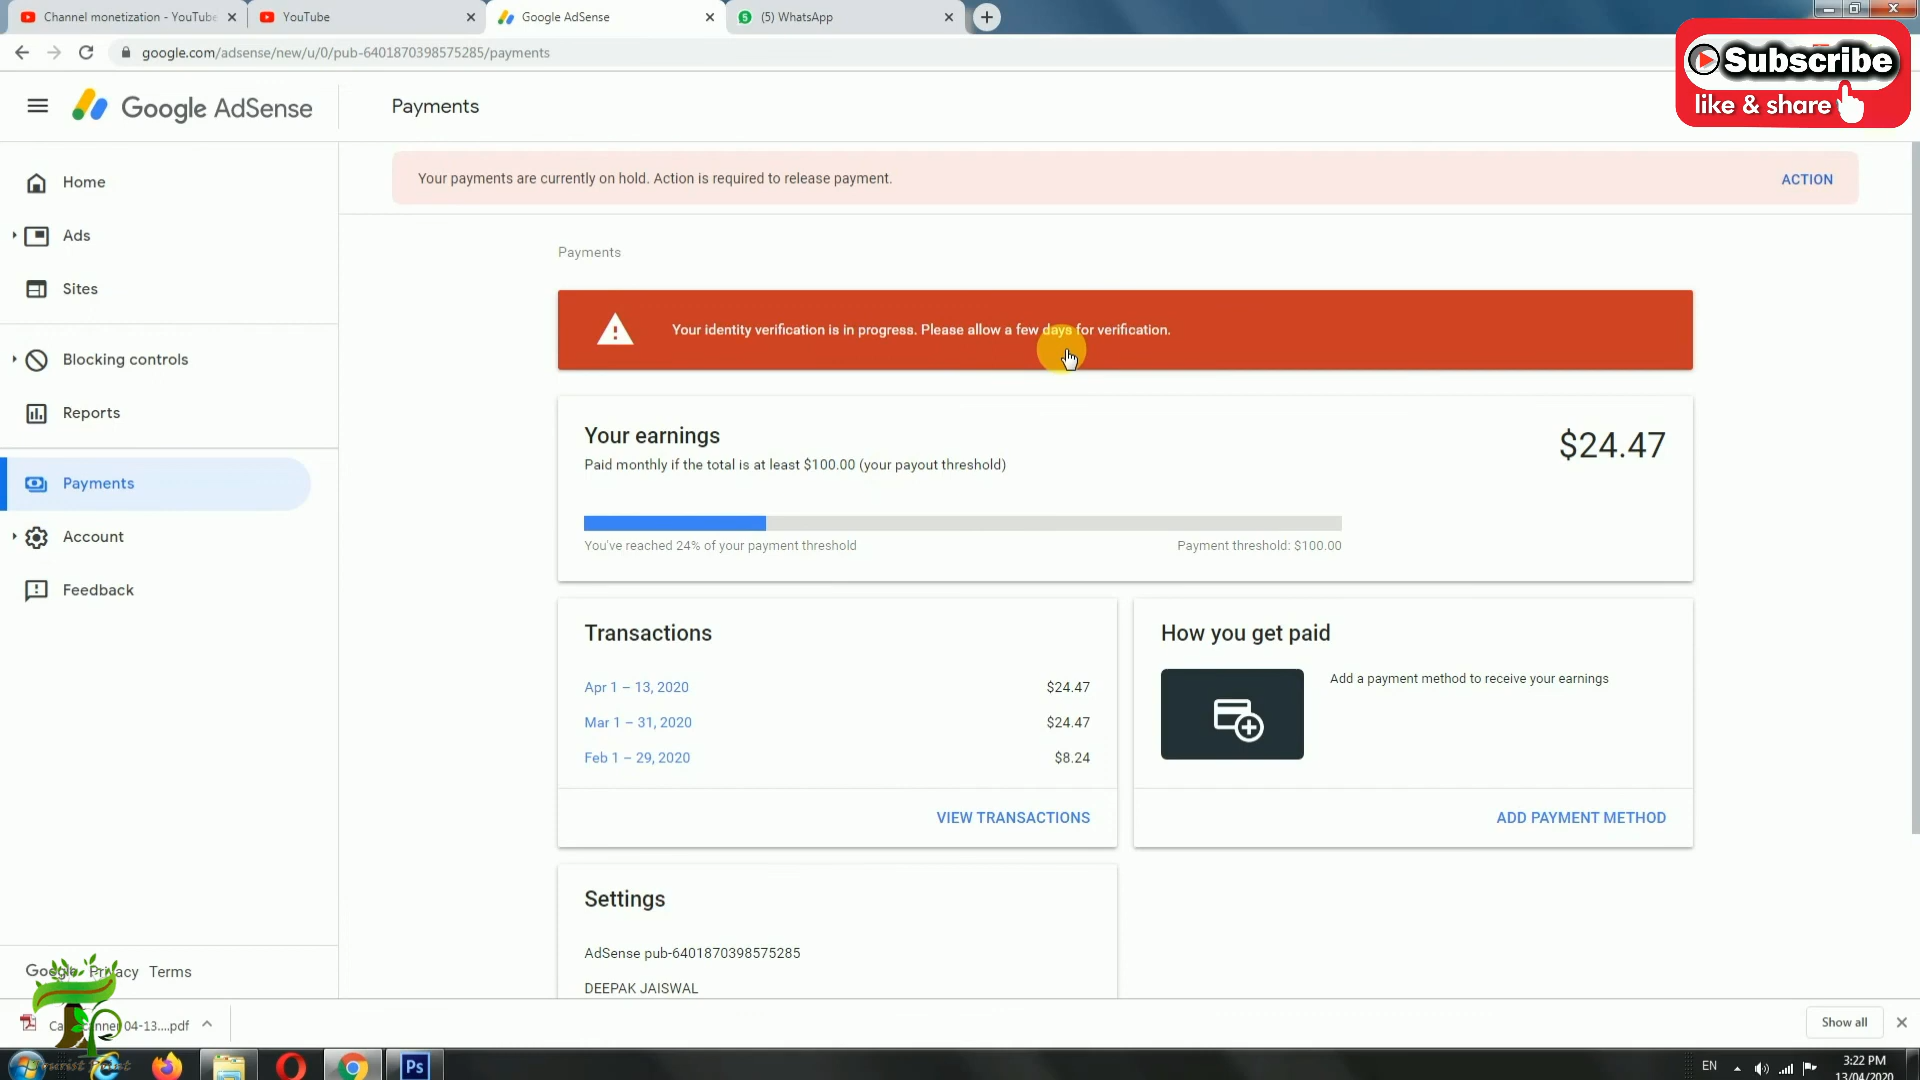 Channel monetization - YouTube
YouTube
Google AdSense
(5) WhatsApp
google.com/adsense/new/u/0/pub-6401870398575285/payments
Subscribe
like & share
Google AdSense
Payments
Home
Ads
Sites
Blocking controls
Reports
Payments
Account
Feedback
Your payments are currently on hold. Action is required to release payment.
ACTION
Payments
Your identity verification is in progress. Please allow a few days for verification.
Your earnings
$24.47
Paid monthly if the total is at least $100.00 (your payout threshold)
You've reached 24% of your payment threshold
Payment threshold: $100.00
Transactions
Apr 1 – 13, 2020 $24.47
Mar 1 – 31, 2020 $24.47
Feb 1 – 29, 2020 $8.24
VIEW TRANSACTIONS
How you get paid
Add a payment method to receive your earnings
ADD PAYMENT METHOD
Settings
AdSense pub-6401870398575285
DEEPAK JAISWAL
Google Privacy Terms
04-13....pdf
Show all
Ps
EN
3:22 PM
13/04/2020